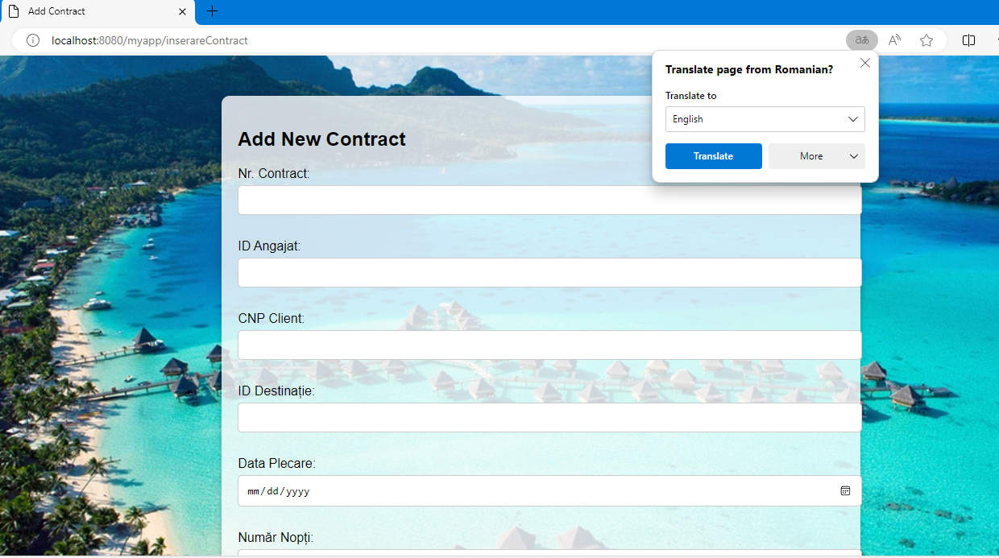 Add Contract
localhost:8080/myapp/inserareContract
Translate page from Romanian?
Translate to
English
Translate
More
Add New Contract
Nr. Contract:
ID Angajat:
CNP Client:
ID Destinație:
Data Plecare:
mm/dd/yyyy
Număr Nopți: